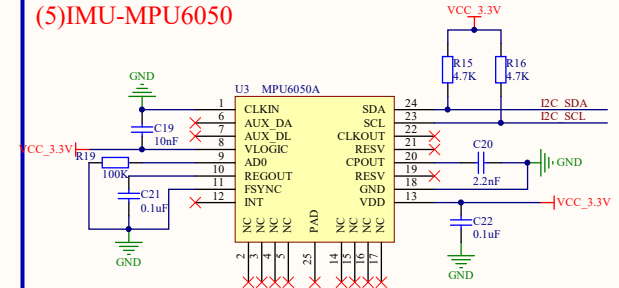 (5)IMU-MPU6050
VCC_3.3V
R15
4.7K
R16
4.7K
GND
U3 MPU6050A
C19
10nF
VCC_3.3V
R19
100K
C21
0.1uF
GND
1 CLKIN
6 AUX_DA
7 AUX_DL
8 VLOGIC
9 AD0
10 REGOUT
11 FSYNC
12 INT
SDA 24
SCL 23
CLKOUT 22
RESV 21
CPOUT 20
RESV 19
GND 18
VDD 13
I2C_SDA
I2C_SCL
C20
2.2nF
GND
VCC_3.3V
C22
0.1uF
GND
NC NC NC NC PAD NC NC NC NC
2 3 4 5 25 14 15 16 17